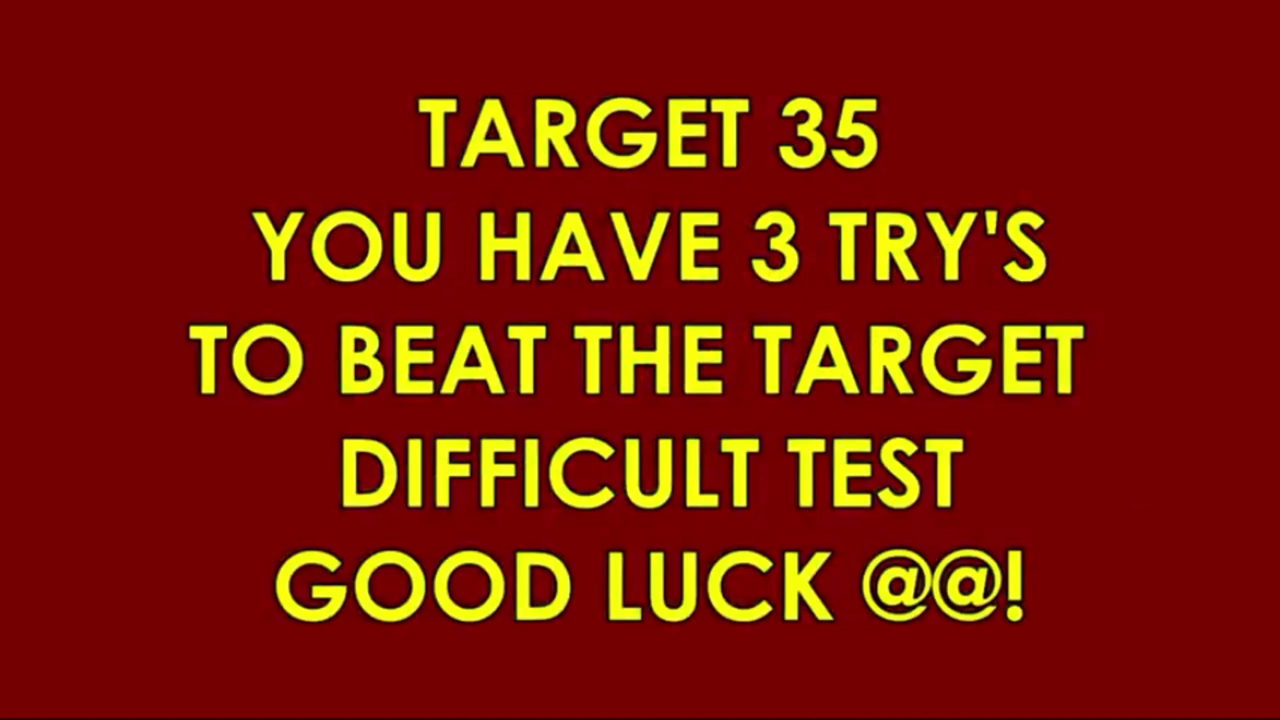 TARGET 35
YOU HAVE 3 TRY'S
TO BEAT THE TARGET
DIFFICULT TEST
GOOD LUCK @@!